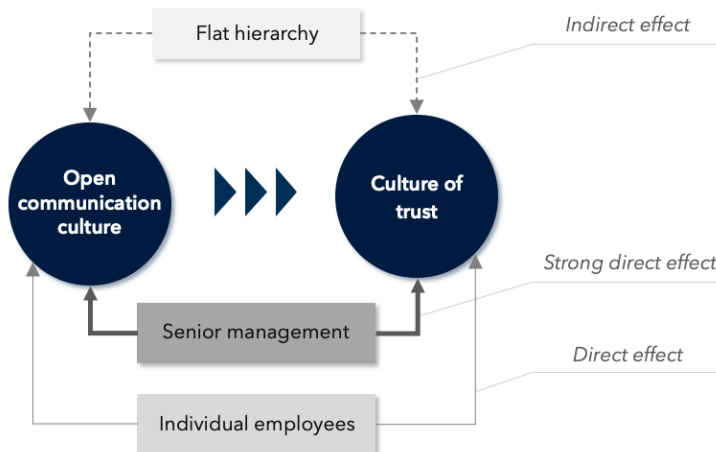 Flat hierarchy
Indirect effect
Open
communication
culture
Culture of
trust
Strong direct effect
Senior management
Direct effect
Individual employees